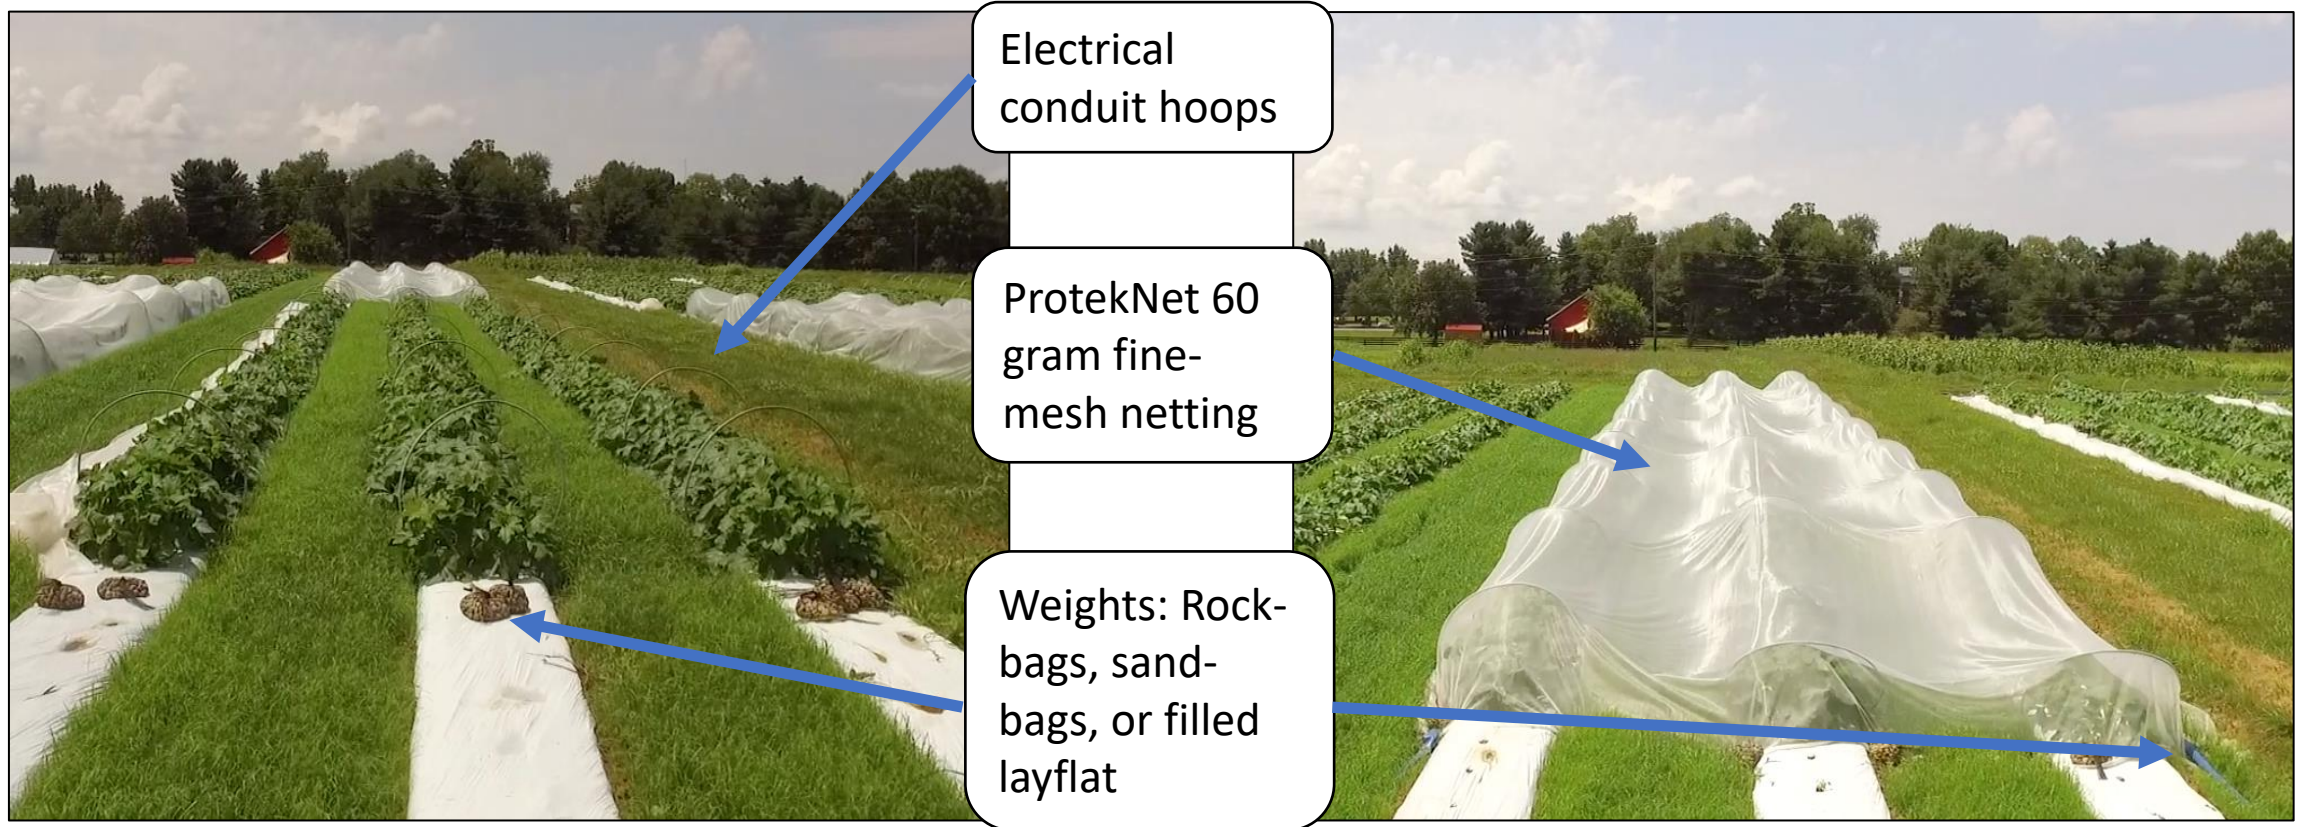 Electrical
conduit hoops
ProtekNet 60
gram fine-
mesh netting
Weights: Rock-
bags, sand-
bags, or filled
layflat